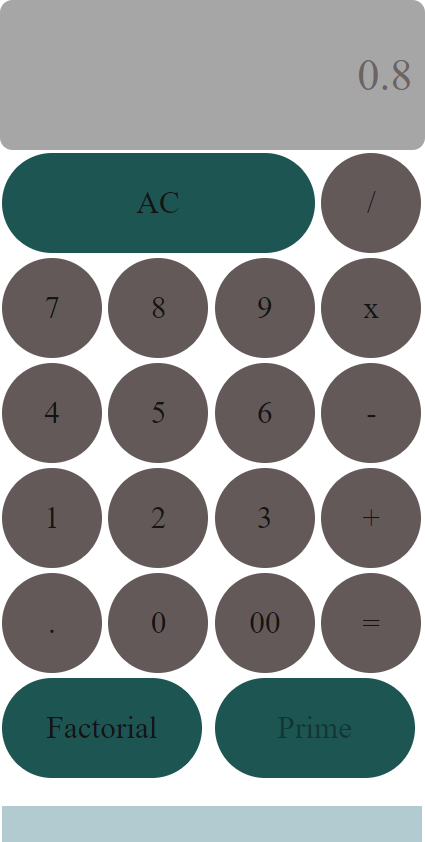 0.8
AC /
7 8 9 x
4 5 6 -
1 2 3 +
. 0 00 =
Factorial Prime